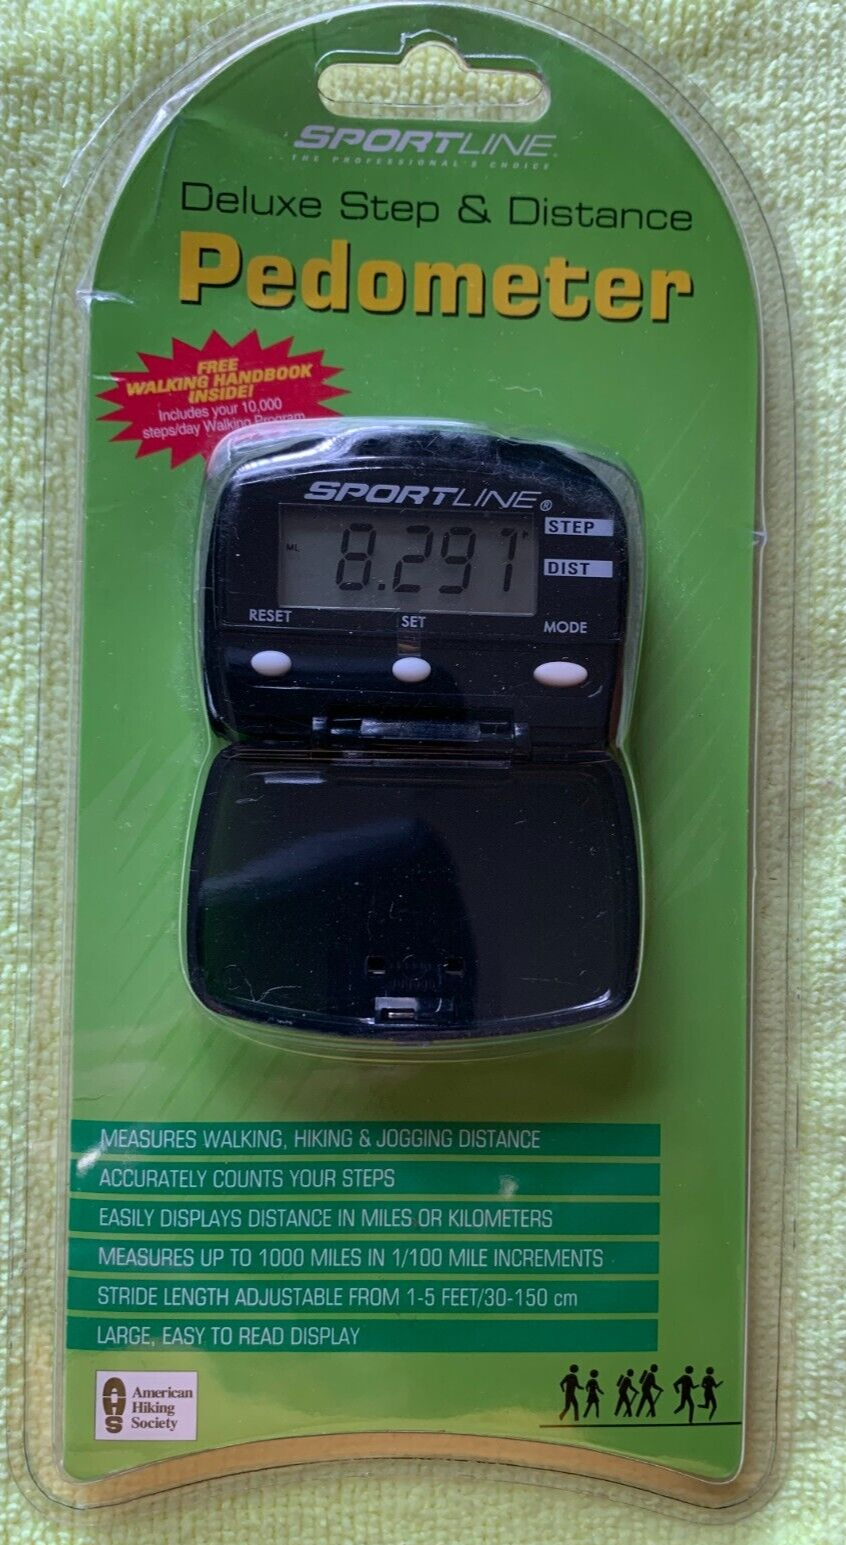 SPORTLINE
THE PROFESSIONAL'S CHOICE
Deluxe Step & Distance
Pedometer
FREE
WALKING HANDBOOK
INSIDE!
Includes your 10,000
steps/day Walking Program
SPORTLINE®
ML 8.291
STEP
DIST
RESET SET MODE
MEASURES WALKING, HIKING & JOGGING DISTANCE
ACCURATELY COUNTS YOUR STEPS
EASILY DISPLAYS DISTANCE IN MILES OR KILOMETERS
MEASURES UP TO 1000 MILES IN 1/100 MILE INCREMENTS
STRIDE LENGTH ADJUSTABLE FROM 1-5 FEET/30-150 cm
LARGE, EASY TO READ DISPLAY
AHS
American
Hiking
Society